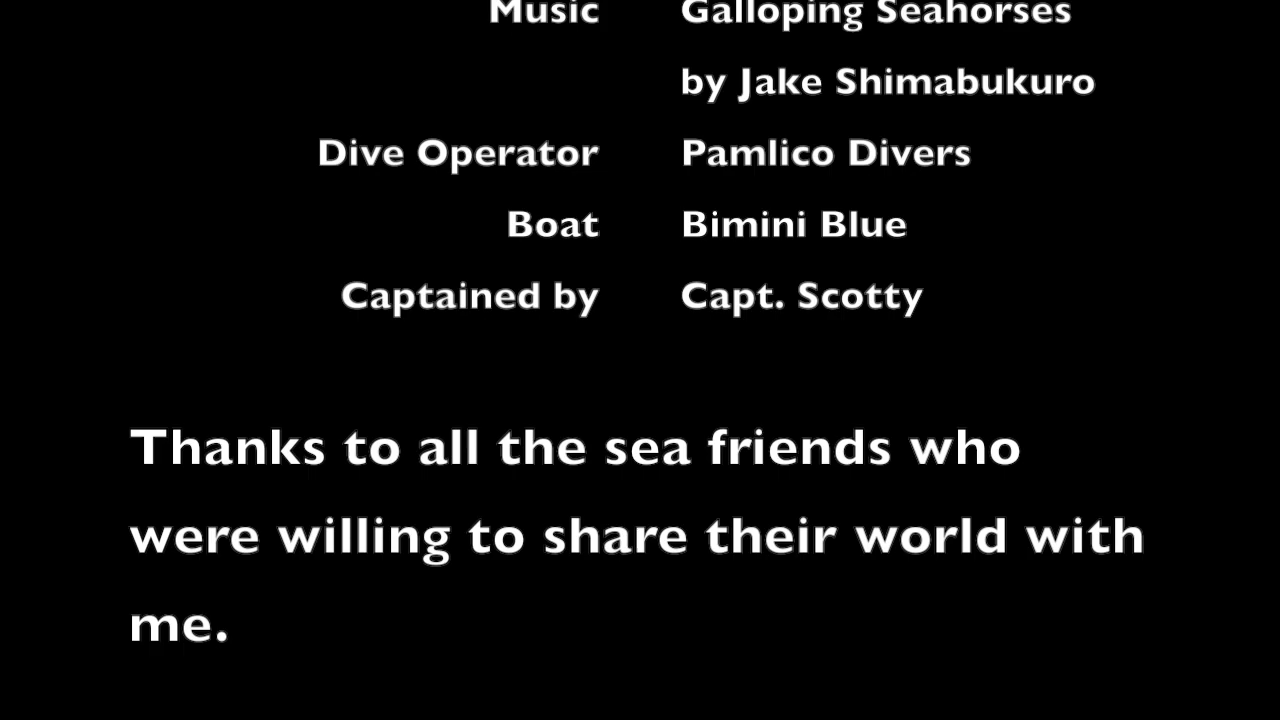 Music Galloping Seahorses
by Jake Shimabukuro
Dive Operator Pamlico Divers
Boat Bimini Blue
Captained by Capt. Scotty
Thanks to all the sea friends who
were willing to share their world with
me.